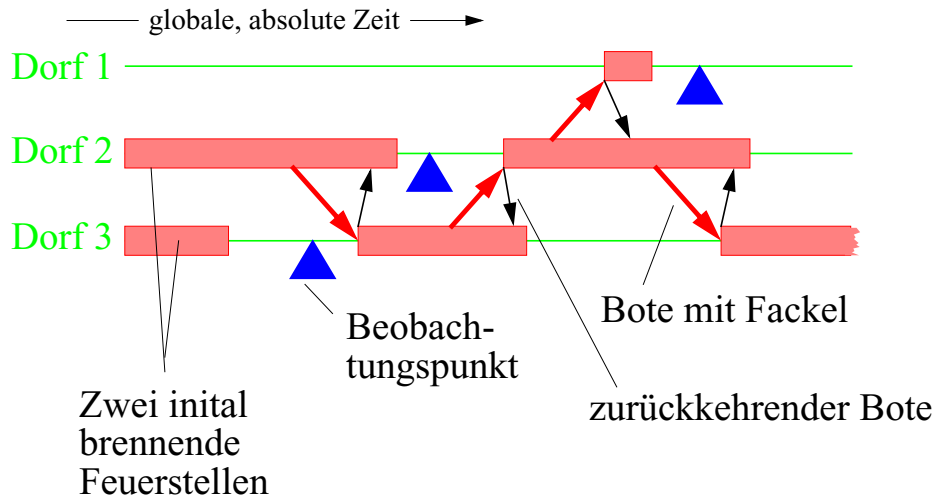 globale, absolute Zeit
Dorf 1
Dorf 2
Dorf 3
Beobach-
tungspunkt
Bote mit Fackel
Zwei inital
brennende
Feuerstellen
zurückkehrender Bote